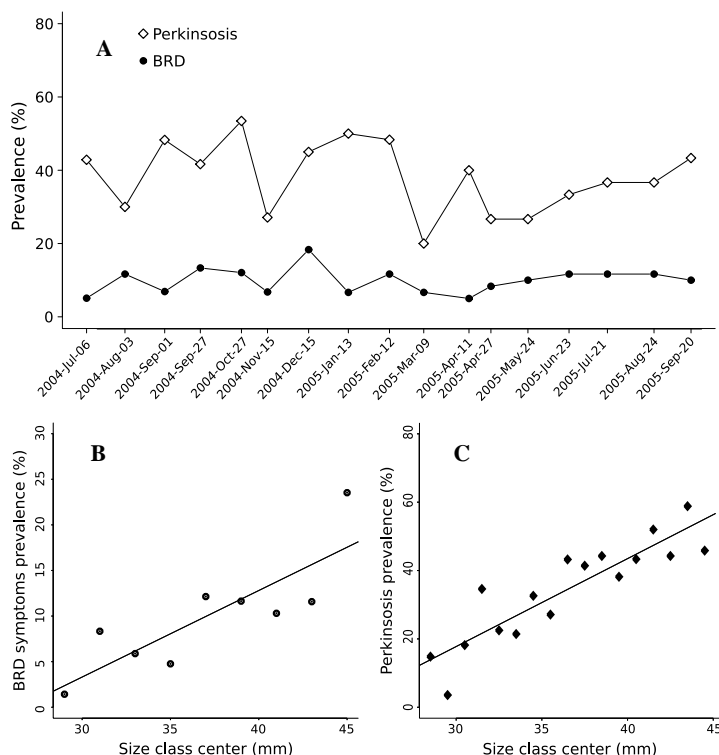 80
60
40
20
0
Prevalence (%)
A
Perkinsosis
BRD
2004-Jul-06
2004-Aug-03
2004-Sep-01
2004-Sep-27
2004-Oct-27
2004-Nov-15
2004-Dec-15
2005-Jan-13
2005-Feb-12
2005-Mar-09
2005-Apr-11
2005-Apr-27
2005-May-24
2005-Jun-23
2005-Jul-21
2005-Aug-24
2005-Sep-20
B
30
25
20
15
10
5
0
BRD symptoms prevalence (%)
30 35 40 45
Size class center (mm)
C
80
60
40
20
0
Perkinsosis prevalence (%)
30 35 40 45
Size class center (mm)